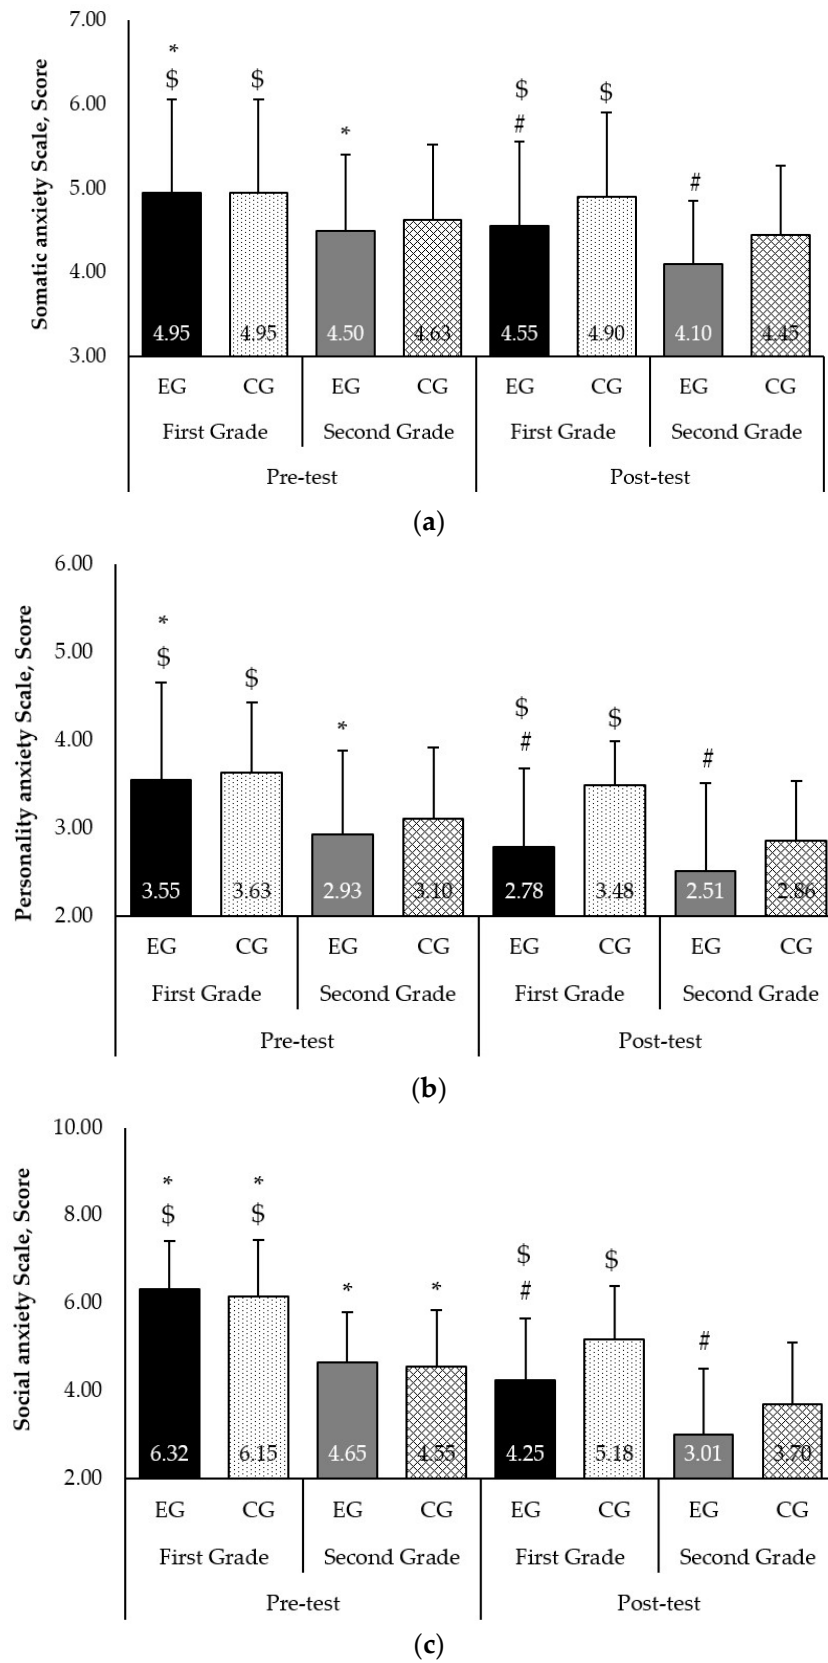 Somatic anxiety Scale, Score
7.00
*
*
$
$
$
$
6.00
*
#
#
5.00
4.00
4.95
4.95
4.50
4.63
4.55
4.90
4.10
4.45
3.00
EG
CG
EG
CG
EG
CG
EG
CG
First Grade
Second Grade
First Grade
Second Grade
Pre-test
Post-test
(a)
Personality anxiety Scale, Score
6.00
*
$
$
5.00
*
$
$
#
#
4.00
3.00
3.55
3.63
2.93
3.10
2.78
3.48
2.51
2.86
2.00
EG
CG
EG
CG
EG
CG
EG
CG
First Grade
Second Grade
First Grade
Second Grade
Pre-test
Post-test
(b)
Social anxiety Scale, Score
10.00
*
*
8.00
$
$
$
$
*
*
#
6.00
#
4.00
6.32
6.15
4.65
4.55
4.25
5.18
3.01
3.70
2.00
EG
CG
EG
CG
EG
CG
EG
CG
First Grade
Second Grade
First Grade
Second Grade
Pre-test
Post-test
(c)